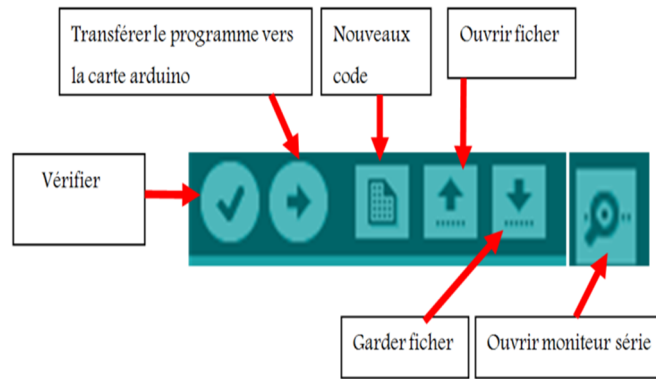 Transférer le programme vers
la carte arduino
Nouveaux
code
Ouvrir ficher
Vérifier
Garder ficher
Ouvrir moniteur série